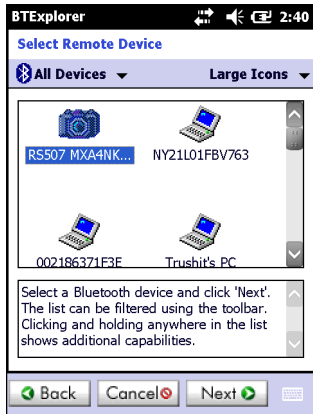 BTExplorer 2:40
Select Remote Device
All Devices Large Icons
RS507 MXA4NK... NY21L01FBV763
002186371F3E Trushit's PC
Select a Bluetooth device and click 'Next'.
The list can be filtered using the toolbar.
Clicking and holding anywhere in the list
shows additional capabilities.
Back Cancel Next